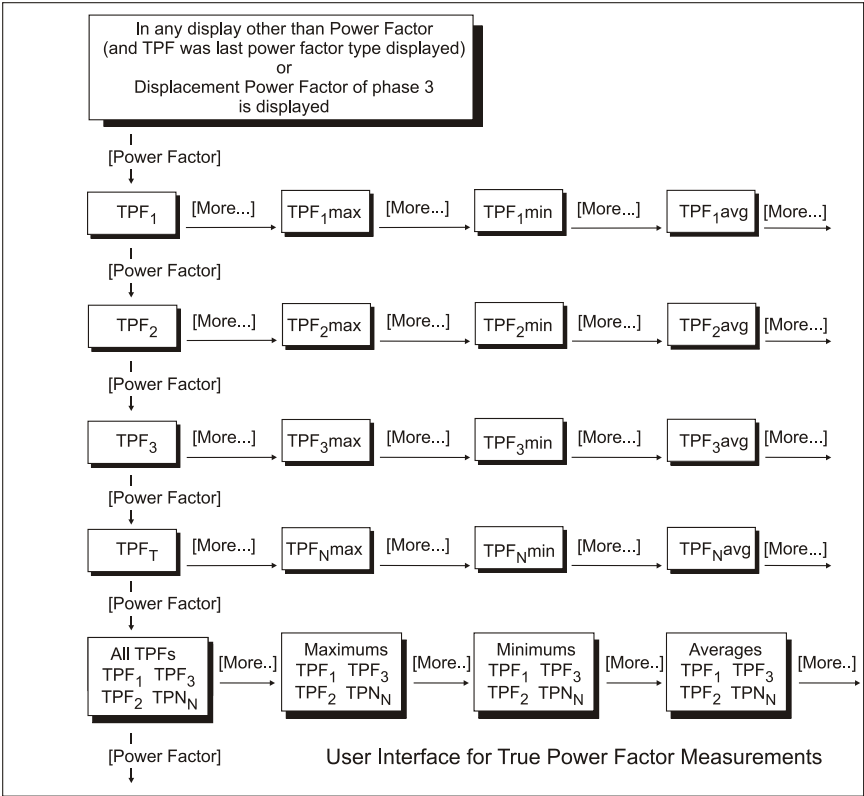 In any display other than Power Factor
(and TPF was last power factor type displayed)
or
Displacement Power Factor of phase 3
is displayed
[Power Factor]
TPF1 [More...] TPF1max [More...] TPF1min [More...] TPF1avg [More...]
[Power Factor]
TPF2 [More...] TPF2max [More...] TPF2min [More...] TPF2avg [More...]
[Power Factor]
TPF3 [More...] TPF3max [More...] TPF3min [More...] TPF3avg [More...]
[Power Factor]
TPFT [More...] TPFNmax [More...] TPFNmin [More...] TPFNavg [More...]
[Power Factor]
All TPFs
TPF1 TPF3
TPF2 TPNN
[More..]
Maximums
TPF1 TPF3
TPF2 TPNN
[More..]
Minimums
TPF1 TPF3
TPF2 TPNN
[More..]
Averages
TPF1 TPF3
TPF2 TPNN
[More..]
[Power Factor]
User Interface for True Power Factor Measurements